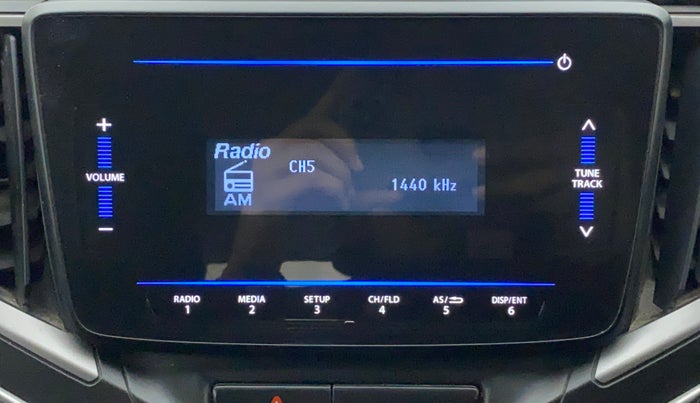 Radio
CH5
1440 kHz
AM
+
VOLUME
−
TUNE
TRACK
RADIO MEDIA SETUP CH/FLD AS/ DISP/ENT
1 2 3 4 5 6